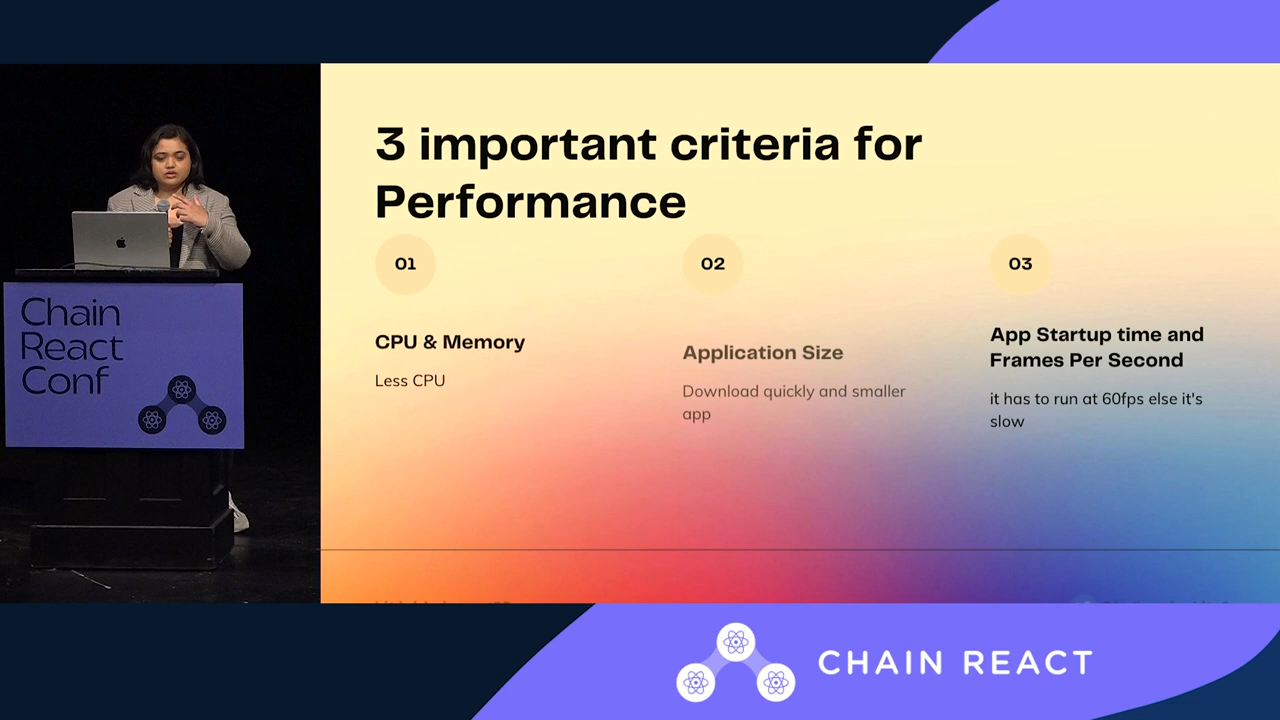 3 important criteria for
Performance
01
02
03
CPU & Memory
Less CPU
Application Size
Download quickly and smaller
app
App Startup time and
Frames Per Second
it has to run at 60fps else it's
slow
Chain
React
Conf
CHAIN REACT